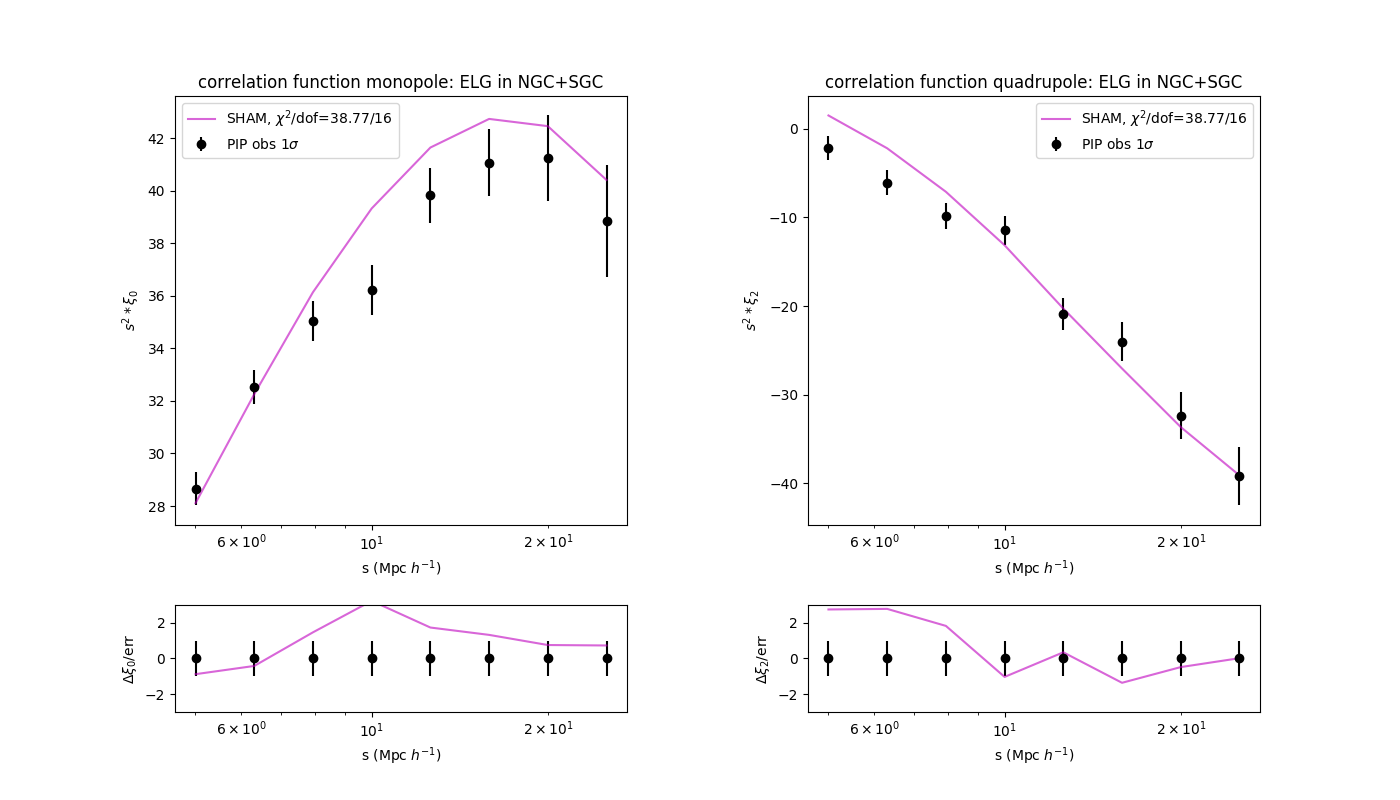 correlation function monopole: ELG in NGC+SGC
SHAM, χ²/dof=38.77/16
PIP obs 1σ
42
40
38
36
34
32
30
28
s² * ξ₀
6 × 10⁰
10¹
2 × 10¹
s (Mpc h⁻¹)
2
0
−2
Δξ₀/err
6 × 10⁰
10¹
2 × 10¹
s (Mpc h⁻¹)
correlation function quadrupole: ELG in NGC+SGC
SHAM, χ²/dof=38.77/16
PIP obs 1σ
0
−10
−20
−30
−40
s² * ξ₂
6 × 10⁰
10¹
2 × 10¹
s (Mpc h⁻¹)
2
0
−2
Δξ₂/err
6 × 10⁰
10¹
2 × 10¹
s (Mpc h⁻¹)